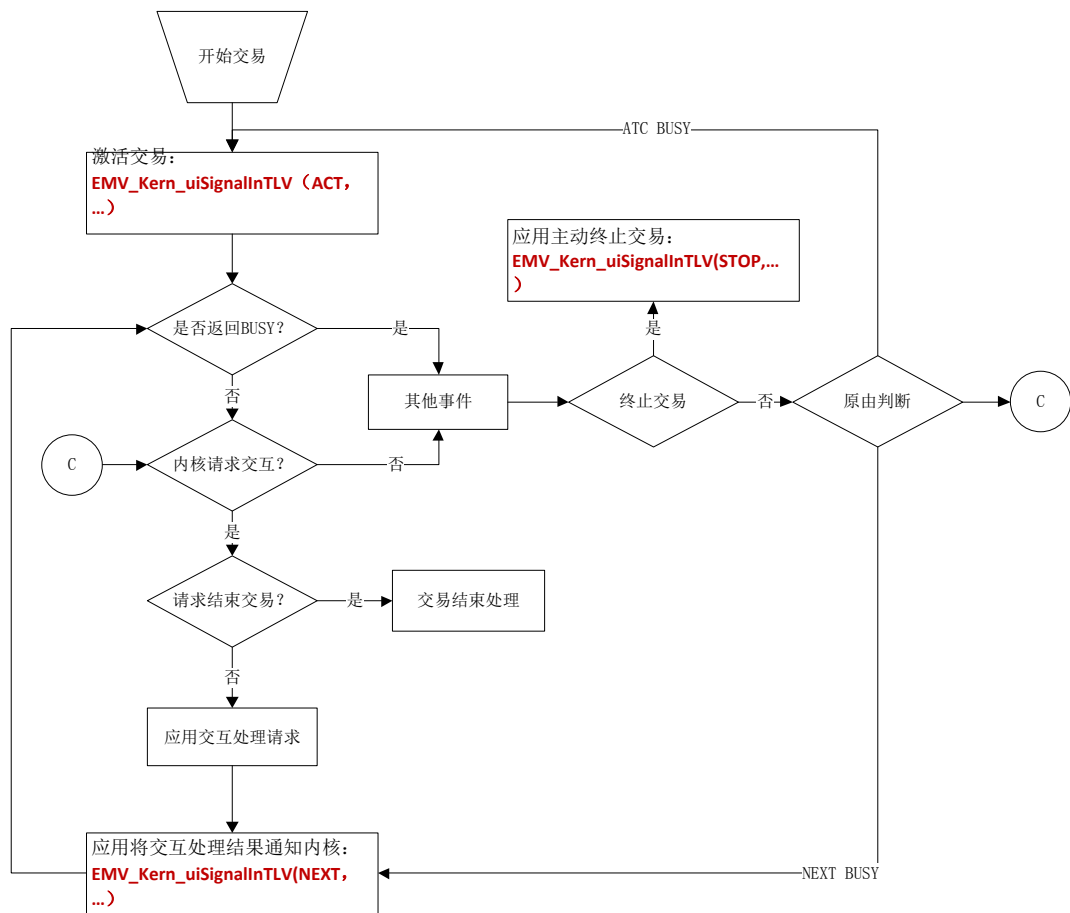 开始交易
ATC BUSY
激活交易：
EMV_Kern_uiSignalInTLV（ACT，
…）
应用主动终止交易：
EMV_Kern_uiSignalInTLV(STOP,…
）
是否返回BUSY？
是
是
否
其他事件
终止交易
否
原由判断
C
C
内核请求交互？
否
是
请求结束交易？
是
交易结束处理
否
应用交互处理请求
应用将交互处理结果通知内核：
EMV_Kern_uiSignalInTLV(NEXT，
…）
NEXT BUSY